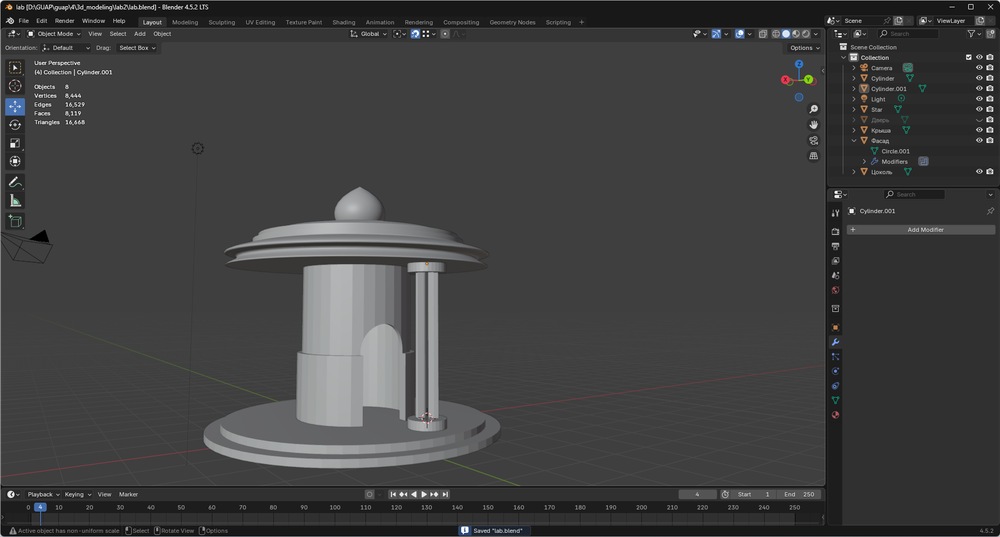 lab [D:\GUAP\guap\4\3d_modeling\lab2\lab.blend] - Blender 4.5.2 LTS
File Edit Render Window Help Layout Modeling Sculpting UV Editing Texture Paint Shading Animation Rendering Compositing Geometry Nodes Scripting + Scene ViewLayer
Object Mode View Select Add Object Global Search
Orientation: Default Drag: Select Box Options
Scene Collection
Collection
Camera
Cylinder
Cylinder.001
Light
Star
Дверь
Крыша
Фасад
Circle.001
Modifiers
Цоколь
User Perspective
(4) Collection | Cylinder.001
Objects 8
Vertices 8,444
Edges 16,529
Faces 8,119
Triangles 16,668
Z
X
Y
Search
Cylinder.001
+ Add Modifier
Playback Keying View Marker 4 Start 1 End 250
0 4 10 20 30 40 50 60 70 80 90 100 110 120 130 140 150 160 170 180 190 200 210 220 230 240 250
Active object has non-uniform scale Select Rotate View Options Saved "lab.blend" 4.5.2